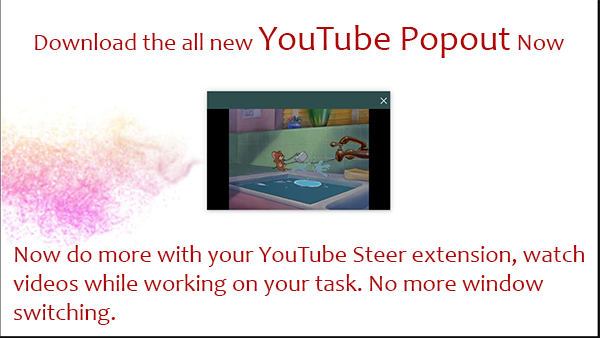 Download the all new YouTube Popout Now
Now do more with your YouTube Steer extension, watch
videos while working on your task. No more window
switching.